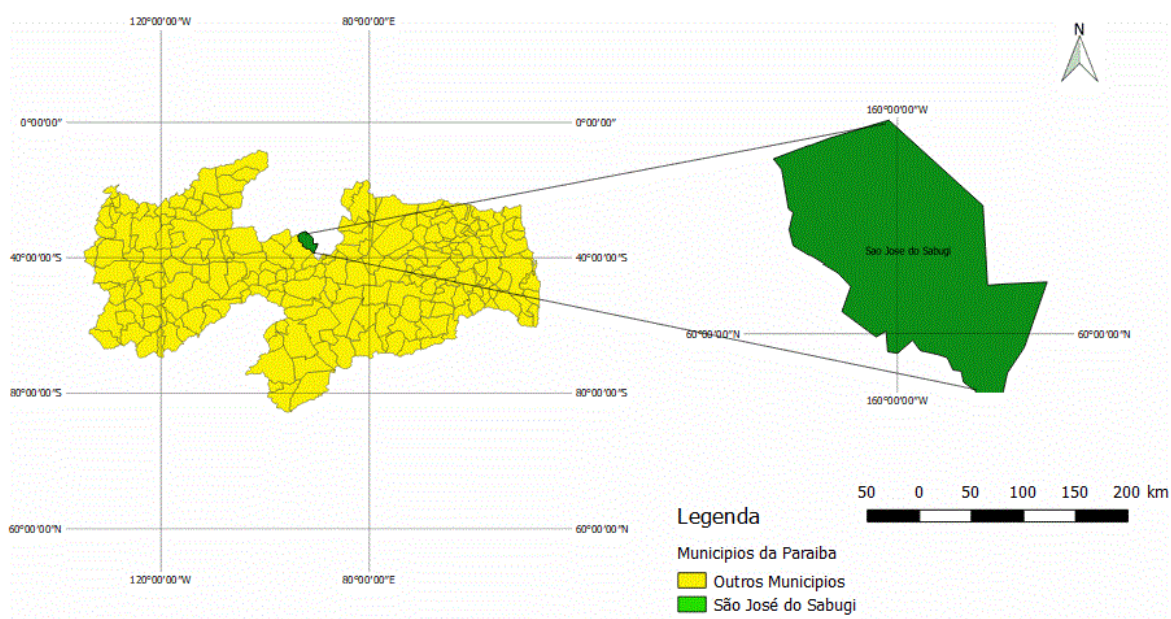 120°00'00"W 80°00'00"E
N
160°00'00"W
0°00'00" 0°00'00"
Sao Jose do Sabugi
40°00'00"S 40°00'00"S
60°00'00"N 60°00'00"N
80°00'00"S 80°00'00"S
160°00'00"W
50 0 50 100 150 200 km
Legenda
60°00'00"N 60°00'00"N
Municipios da Paraiba
120°00'00"W 80°00'00"E
Outros Municipios
São José do Sabugi